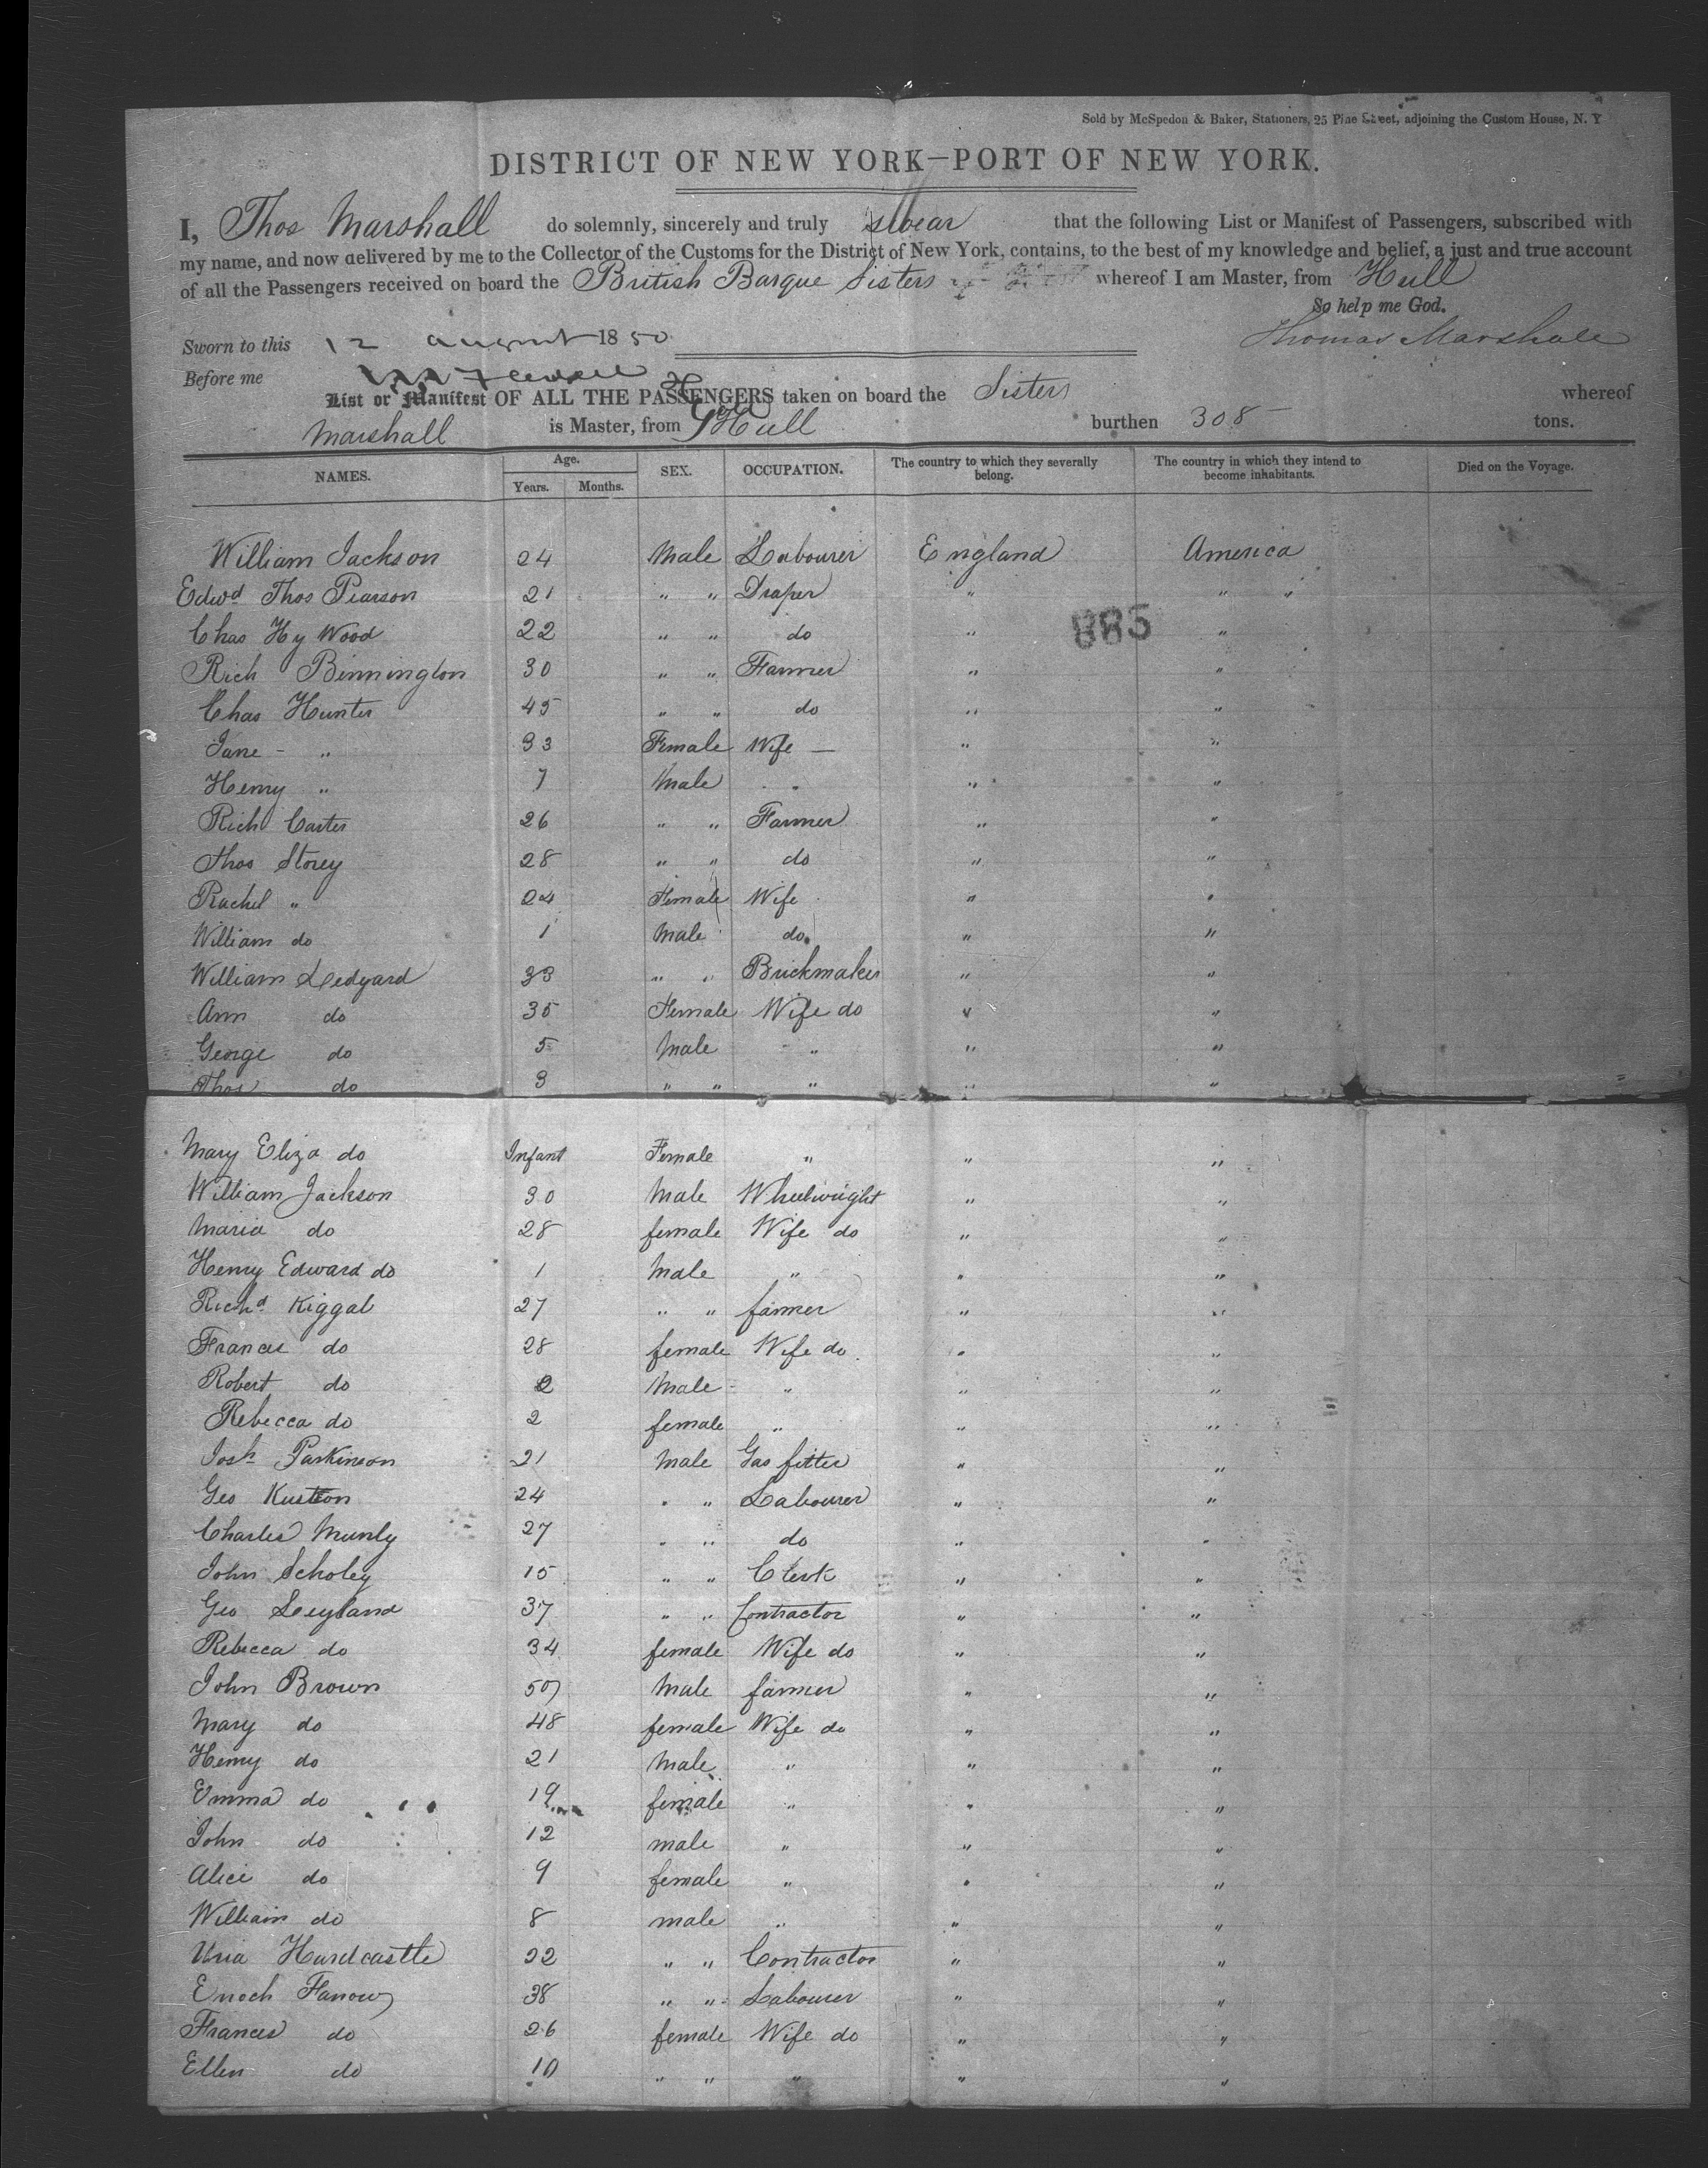 Sold by McSpedon & Baker, Stationers, 25 Pine Street, adjoining the Custom House, N. Y
DISTRICT OF NEW YORK—PORT OF NEW YORK.
I, Thos Marshall do solemnly, sincerely and truly swear that the following List or Manifest of Passengers, subscribed with
my name, and now delivered by me to the Collector of the Customs for the District of New York, contains, to the best of my knowledge and belief, a just and true account
of all the Passengers received on board the British Barque Sisters whereof I am Master, from Hull
So help me God.
Sworn to this 12 August 1850 Thomas Marshall
Before me
List or Manifest OF ALL THE PASSENGERS taken on board the Sisters whereof
Marshall is Master, from Hull burthen 308 tons.
NAMES. Age. Years. Months. SEX. OCCUPATION. The country to which they severally belong. The country in which they intend to become inhabitants. Died on the Voyage.
William Jackson 24 Male Labourer England America
Edwd Thos Pearson 21 " " Draper " " "
885
Chas Hy Wood 22 " " do " "
Rich Binnington 30 " " Farmer " "
Chas Hunter 45 " " do " "
Jane - " 33 Female Wife — " "
Henry " 7 Male " " "
Rich Carter 26 " " Farmer " "
Thos Storey 28 " " do " "
Rachel " 24 Female Wife " "
William do 1 Male do " "
William Ledgard 33 " " Brickmaker " "
Ann do 35 Female Wife do " "
George do 5 Male " " "
Thos do 3 " " " " "
Mary Eliza do Infant Female " " "
William Jackson 30 Male Wheelwright " "
Maria do 28 female Wife do " "
Henry Edward do 1 Male " " "
Richd Kiggal 27 " " farmer " "
Frances do 28 female Wife do " "
Robert do 2 Male " " "
Rebecca do 2 female " " "
Josh Parkinson 21 Male Gas fitter " "
Geo Kuston 24 " " Labourer " "
Charles Munly 27 " " do " "
John Scholey 15 " " Clerk " "
Geo Leyland 37 " " Contractor " "
Rebecca do 34 female Wife do " "
John Brown 50 Male farmer " "
Mary do 48 female Wife do " "
Henry do 21 Male " " "
Emma do 19 female " " "
John do 12 male " " "
Alice do 9 female " " "
William do 8 male " " "
Uria Hardcastle 22 " " Contractor " "
Enoch Fanow 38 " " Labourer " "
Frances do 26 female Wife do " "
Ellen do 10 " " " " "